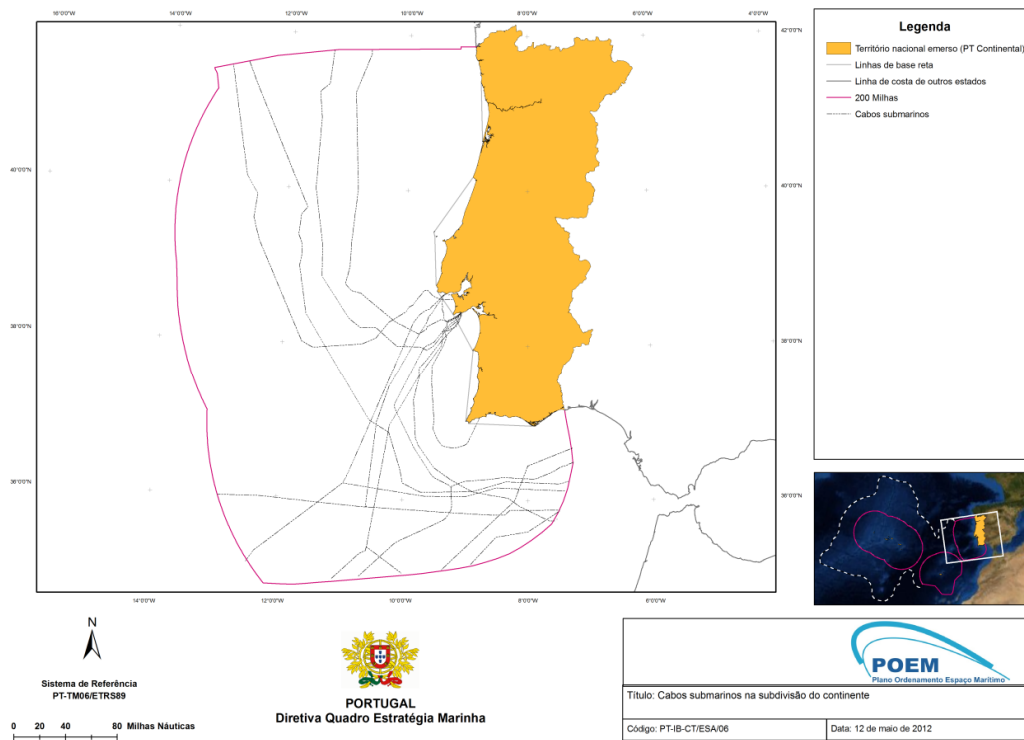 16°0'0"W 14°0'0"W 12°0'0"W 10°0'0"W 8°0'0"W 6°0'0"W 4°0'0"W
42°0'0"N
40°0'0"N
40°0'0"N
38°0'0"N
38°0'0"N
36°0'0"N
36°0'0"N
14°0'0"W 12°0'0"W 10°0'0"W 8°0'0"W 6°0'0"W
Legenda
Território nacional emerso (PT Continental)
Linhas de base reta
Linha de costa de outros estados
200 Milhas
Cabos submarinos
N
Sistema de Referência
PT-TM06/ETRS89
0 20 40 80 Milhas Náuticas
PORTUGAL
Diretiva Quadro Estratégia Marinha
POEM
Plano Ordenamento Espaço Marítimo
Título: Cabos submarinos na subdivisão do continente
Código: PT-IB-CT/ESA/06
Data: 12 de maio de 2012